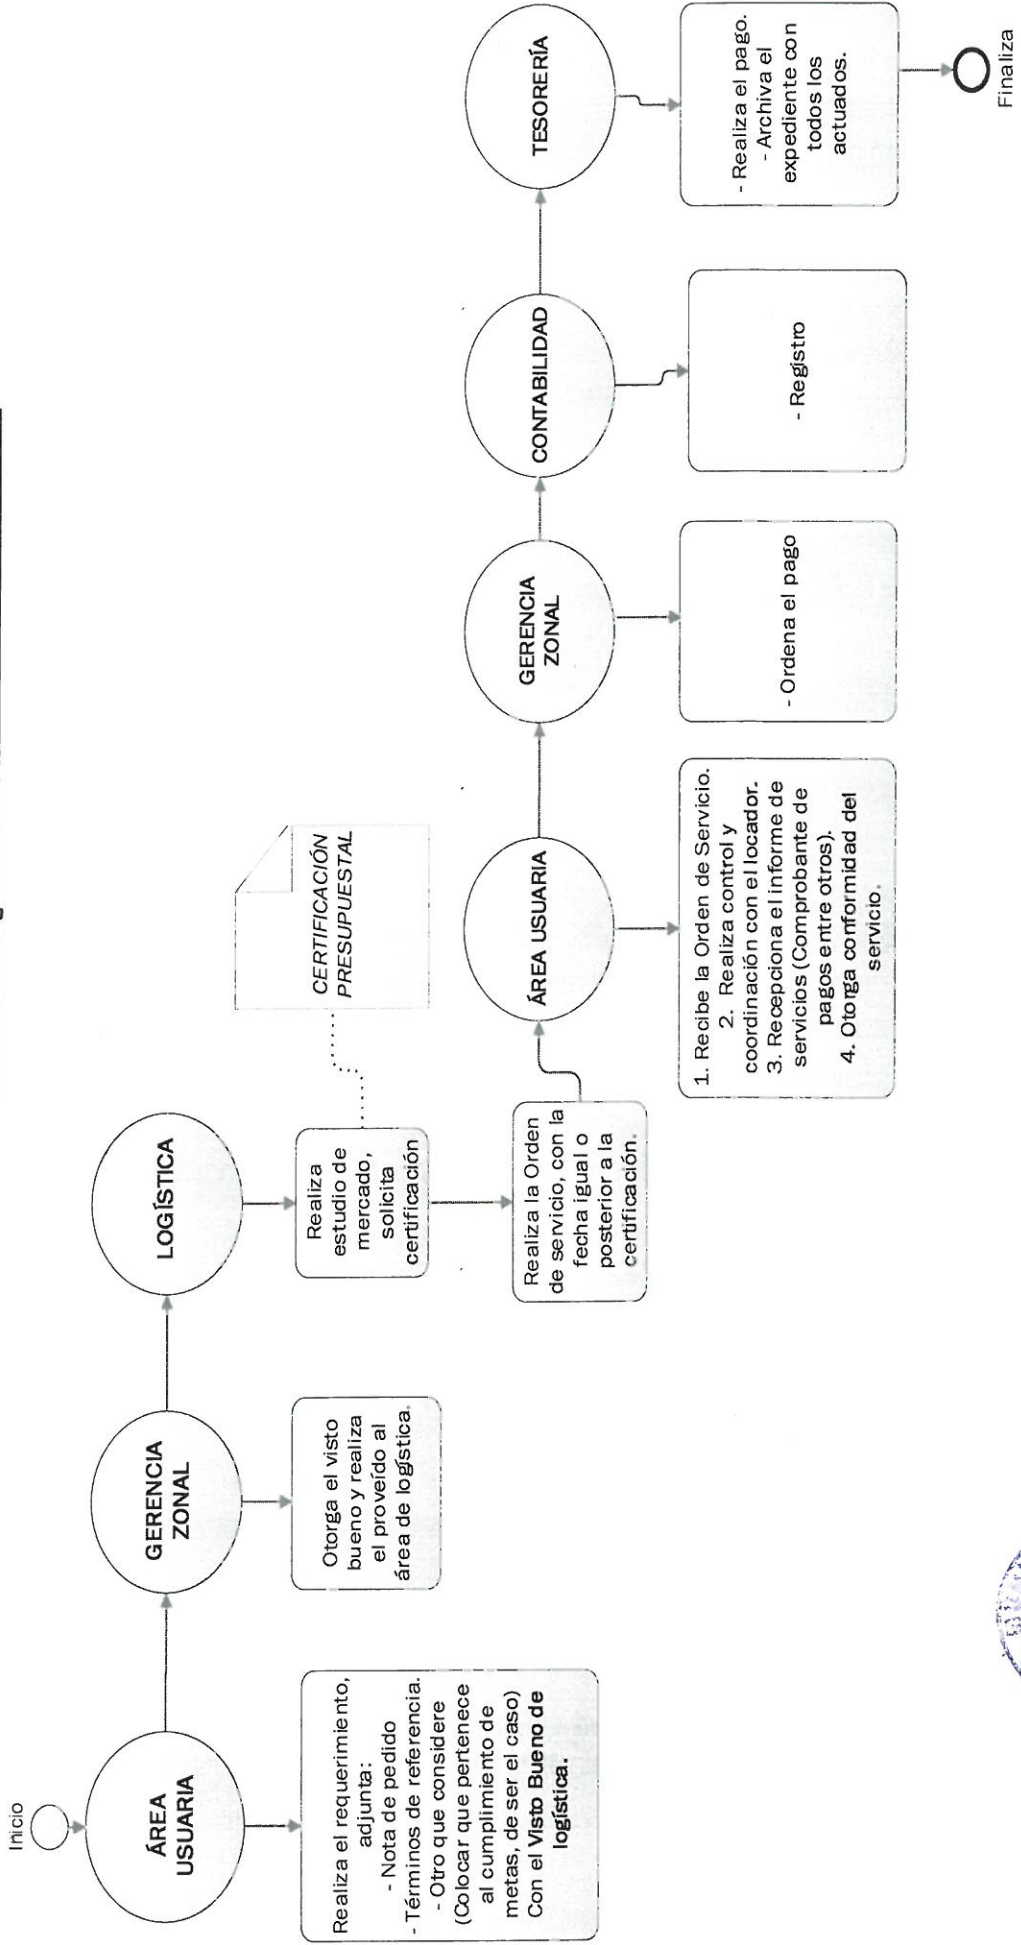 Inicio
ÁREA
USUARIA
Realiza el requerimiento,
adjunta:
- Nota de pedido
- Términos de referencia.
- Otro que considere
(Colocar que pertenece
al cumplimiento de
metas, de ser el caso)
Con el Visto Bueno de
logística.
GERENCIA
ZONAL
Otorga el visto
bueno y realiza
el proveído al
área de logística.
LOGÍSTICA
Realiza
estudio de
mercado,
solicita
certificación
CERTIFICACIÓN
PRESUPUESTAL
Realiza la Orden
de servicio, con la
fecha igual o
posterior a la
certificación.
ÁREA USUARIA
1. Recibe la Orden de Servicio.
2. Realiza control y
coordinación con el locador.
3. Recepciona el informe de
servicios (Comprobante de
pagos entre otros).
4. Otorga conformidad del
servicio.
GERENCIA
ZONAL
- Ordena el pago
CONTABILIDAD
- Registro
TESORERÍA
- Realiza el pago.
- Archiva el
expediente con
todos los
actuados.
Finaliza